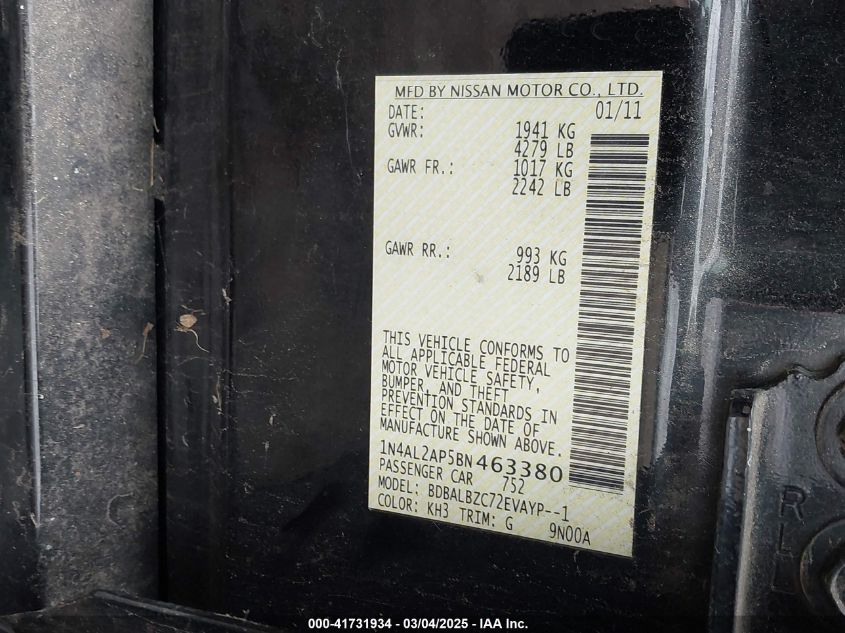 MFD BY NISSAN MOTOR CO., LTD.
DATE: 01/11
GVWR: 1941 KG
4279 LB
GAWR FR.: 1017 KG
2242 LB
GAWR RR.: 993 KG
2189 LB
THIS VEHICLE CONFORMS TO
ALL APPLICABLE FEDERAL
MOTOR VEHICLE SAFETY,
BUMPER, AND THEFT
PREVENTION STANDARDS IN
EFFECT ON THE DATE OF
MANUFACTURE SHOWN ABOVE.
1N4AL2AP5BN463380
PASSENGER CAR 752
MODEL: BDBALBZC72EVAYP--1
COLOR: KH3 TRIM: G 9N00A
R
000-41731934 - 03/04/2025 - IAA Inc.